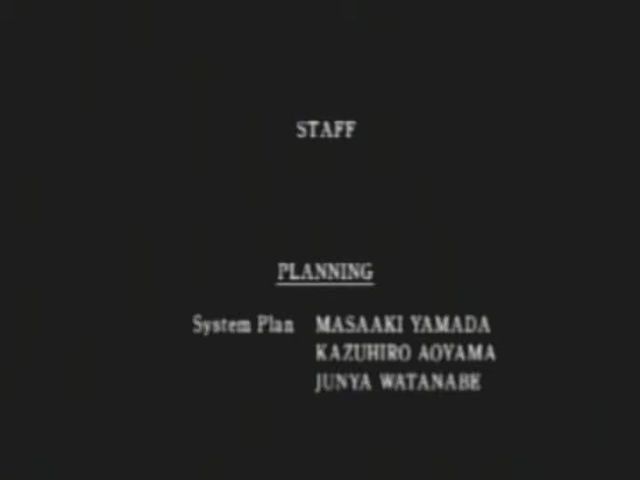 STAFF
PLANNING
System Plan MASAAKI YAMADA
KAZUHIRO AOYAMA
JUNYA WATANABE